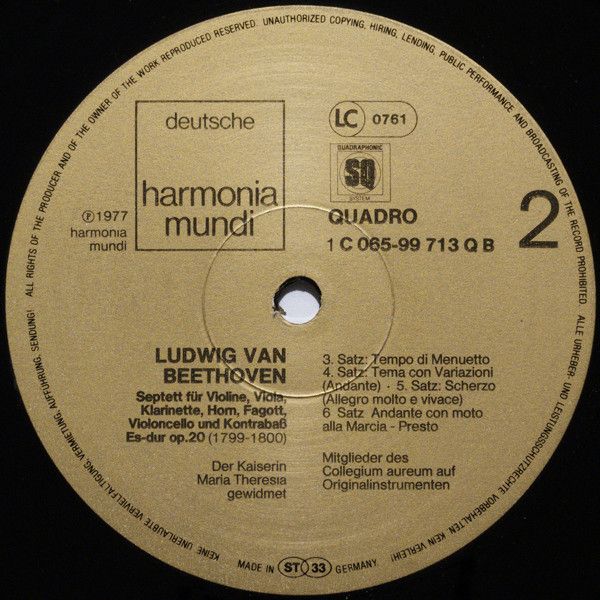 ALL RIGHTS OF THE PRODUCER AND OF THE OWNER OF THE WORK REPRODUCED RESERVED. UNAUTHORIZED COPYING, HIRING, LENDING, PUBLIC PERFORMANCE AND BROADCASTING OF THE RECORD PROHIBITED.
deutsche
harmonia
mundi
LC 0761
QUADRAPHONIC
SQ
SYSTEM
QUADRO
1 C 065-99 713 Q B
2
℗ 1977
harmonia
mundi
LUDWIG VAN
BEETHOVEN
Septett für Violine, Viola,
Klarinette, Horn, Fagott,
Violoncello und Kontrabaß
Es-dur op.20 (1799-1800)
Der Kaiserin
Maria Theresia
gewidmet
3. Satz: Tempo di Menuetto
4. Satz: Tema con Variazioni
(Andante) · 5. Satz: Scherzo
(Allegro molto e vivace)
6 Satz Andante con moto
alla Marcia - Presto
Mitglieder des
Collegium aureum auf
Originalinstrumenten
ALLE URHEBER- UND LEISTUNGSSCHUTZRECHTE VORBEHALTEN. KEIN VERLEIH! KEINE UNERLAUBTE VERVIELFÄLTIGUNG, VERMIETUNG, AUFFÜHRUNG, SENDUNG!
MADE IN ST 33 GERMANY